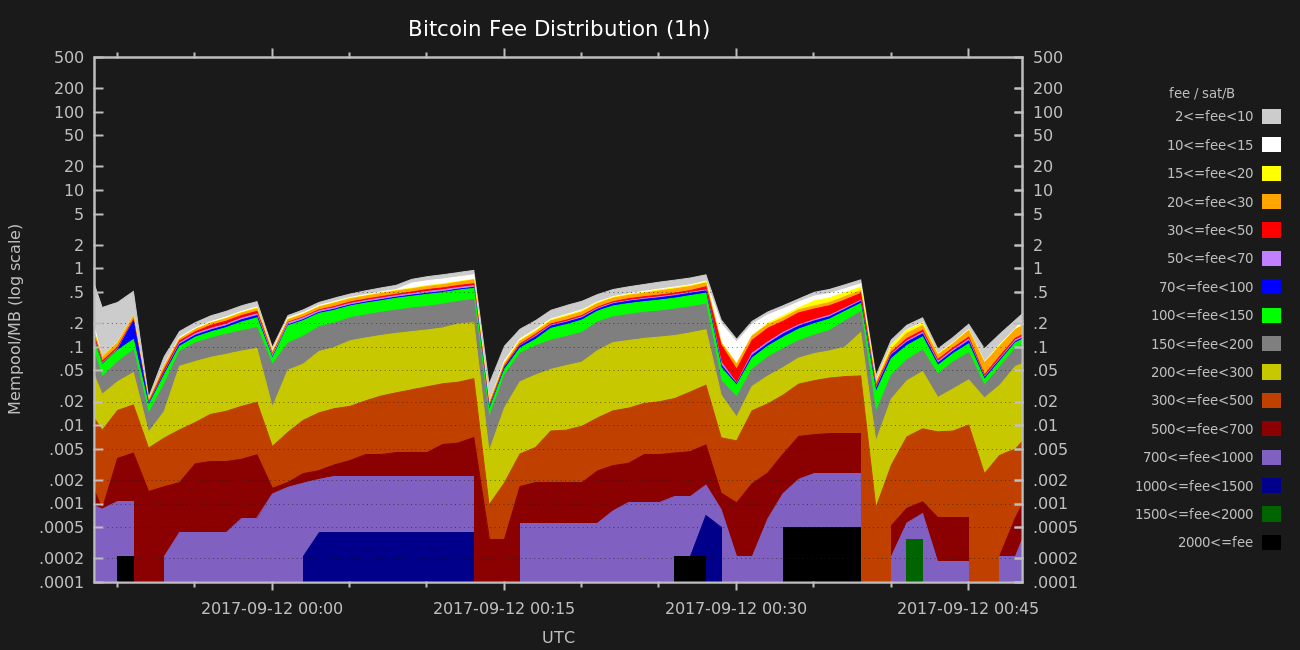 Bitcoin Fee Distribution (1h)
Mempool/MB (log scale)
500
200
100
50
20
10
5
2
1
.5
.2
.1
.05
.02
.01
.005
.002
.001
.0005
.0002
.0001
500
200
100
50
20
10
5
2
1
.5
.2
.1
.05
.02
.01
.005
.002
.001
.0005
.0002
.0001
2017-09-12 00:00
2017-09-12 00:15
2017-09-12 00:30
2017-09-12 00:45
UTC
fee / sat/B
2<=fee<10
10<=fee<15
15<=fee<20
20<=fee<30
30<=fee<50
50<=fee<70
70<=fee<100
100<=fee<150
150<=fee<200
200<=fee<300
300<=fee<500
500<=fee<700
700<=fee<1000
1000<=fee<1500
1500<=fee<2000
2000<=fee